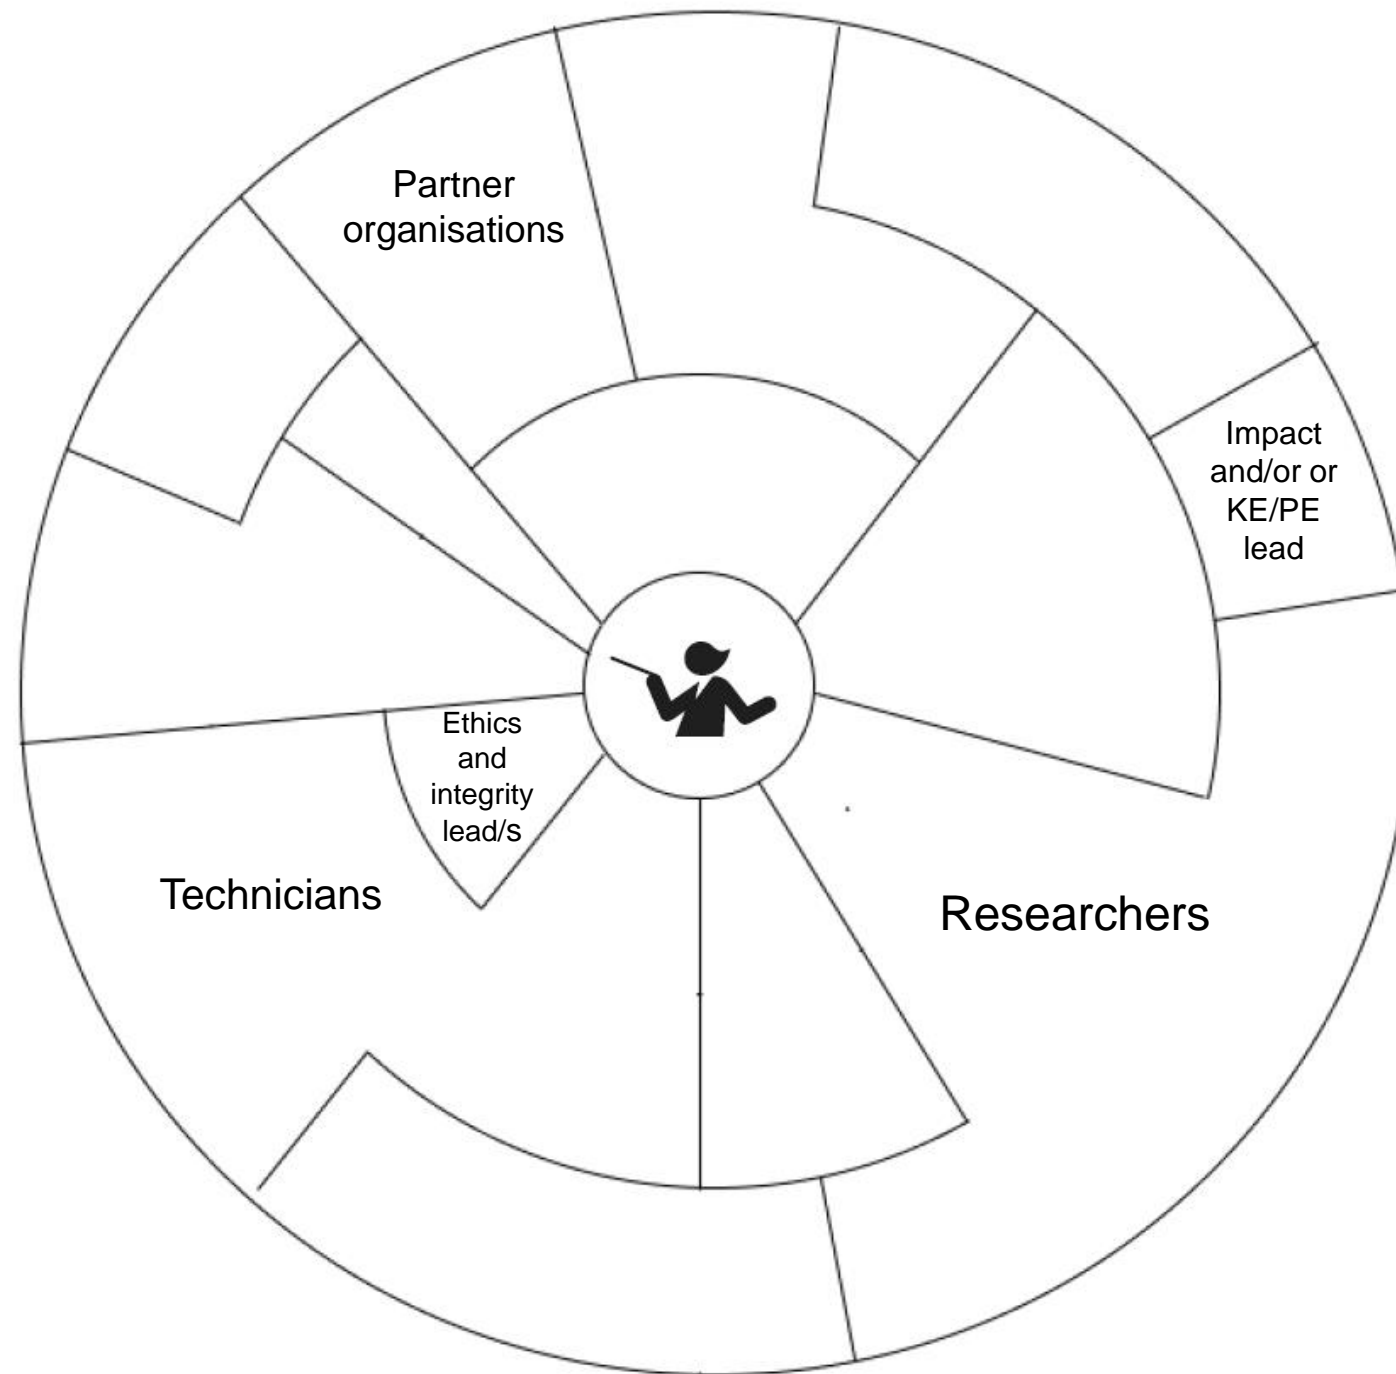 Partner
organisations
Impact
and/or or
KE/PE
lead
Ethics
and
integrity
lead/s
Technicians
Researchers